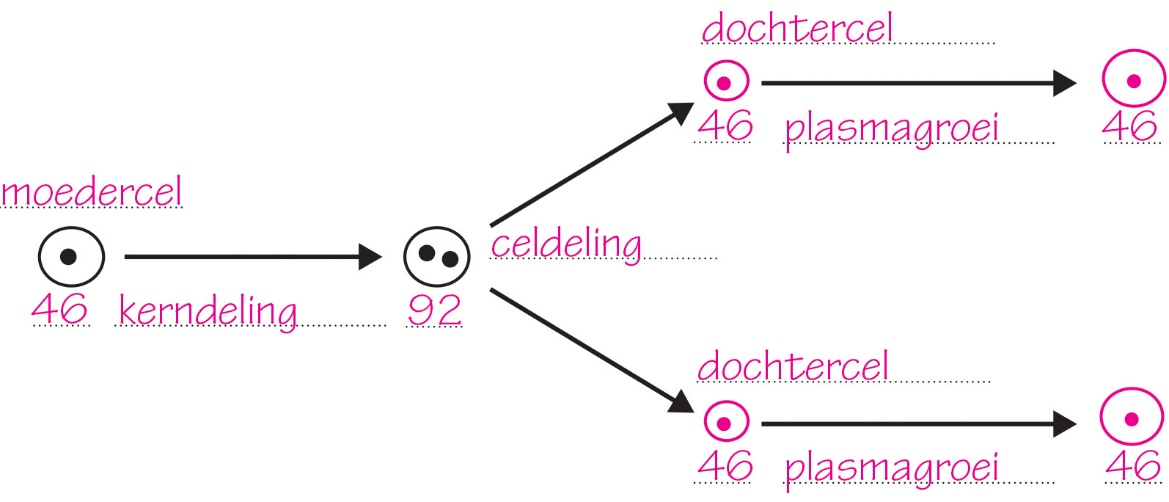 dochtercel
46 plasmagroei 46
moedercel
celdeling
46 kerndeling 92
dochtercel
46 plasmagroei 46